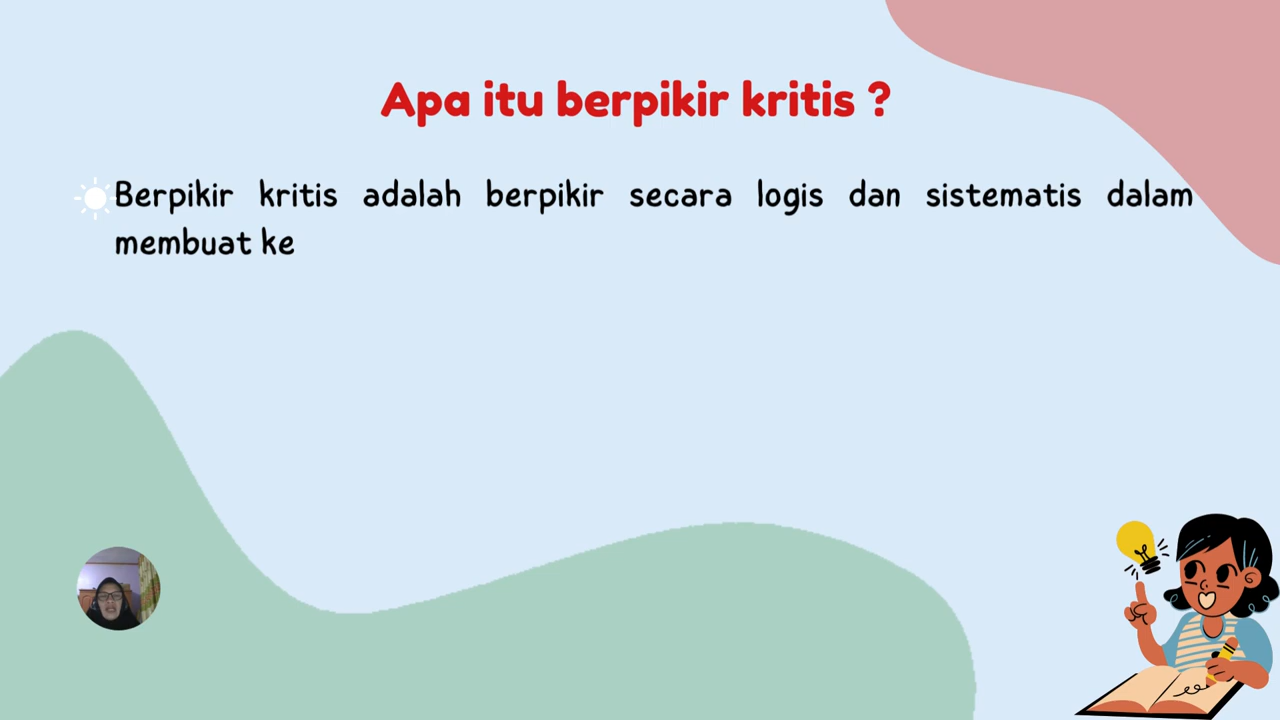 Apa itu berpikir kritis ?
Berpikir kritis adalah berpikir secara logis dan sistematis dalam
membuat ke